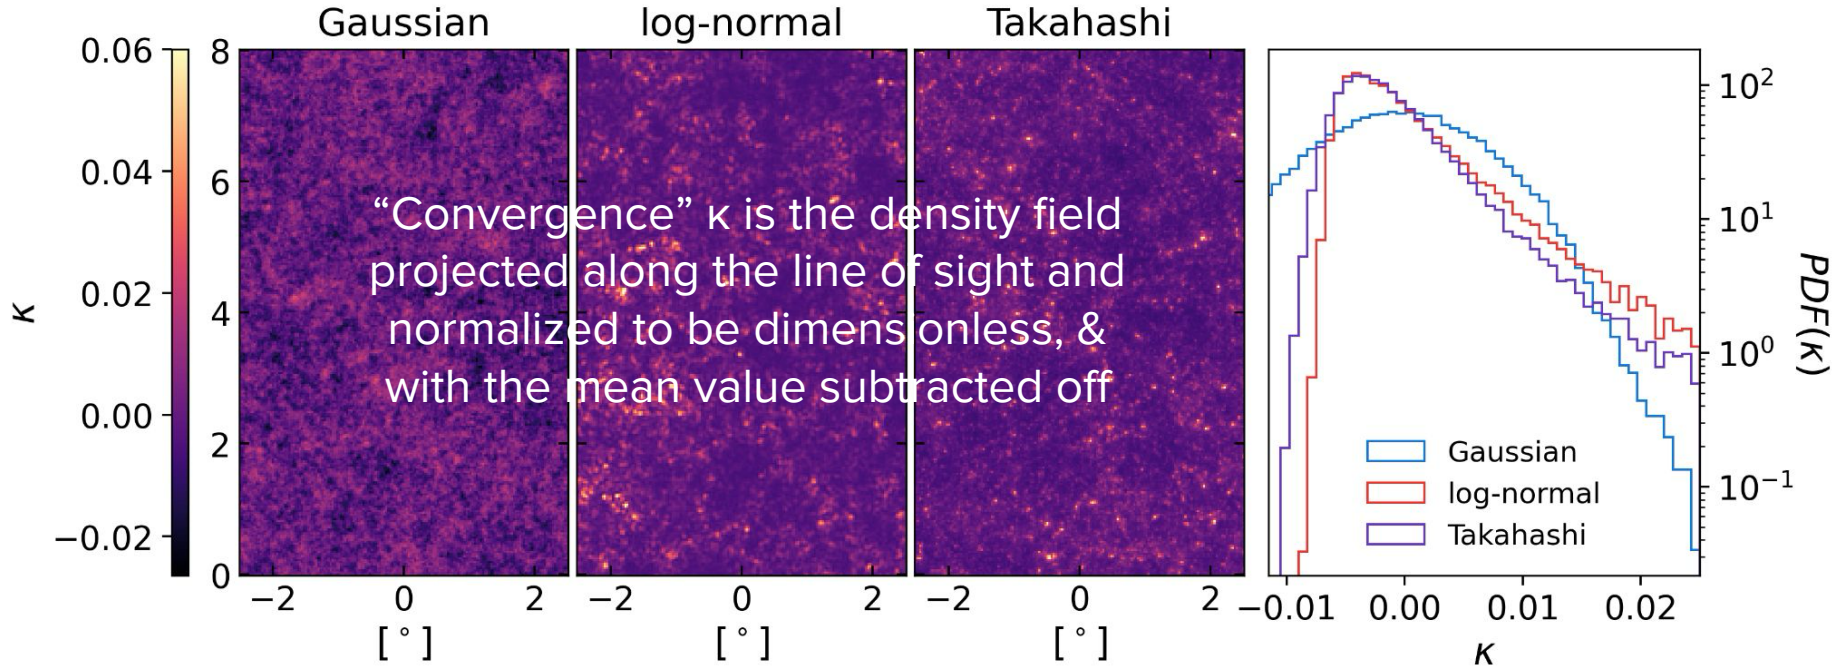 Gaussian
log-normal
Takahashi
0.06
0.04
0.02
0.00
−0.02
κ
8
6
4
2
0
−2 0 2
[°]
−2 0 2
[°]
−2 0 2
[°]
“Convergence” κ is the density field
projected along the line of sight and
normalized to be dimens onless, &
with the mean value subtracted off
10²
10¹
10⁰
10⁻¹
PDF(κ)
Gaussian
log-normal
Takahashi
−0.01 0.00 0.01 0.02
κ